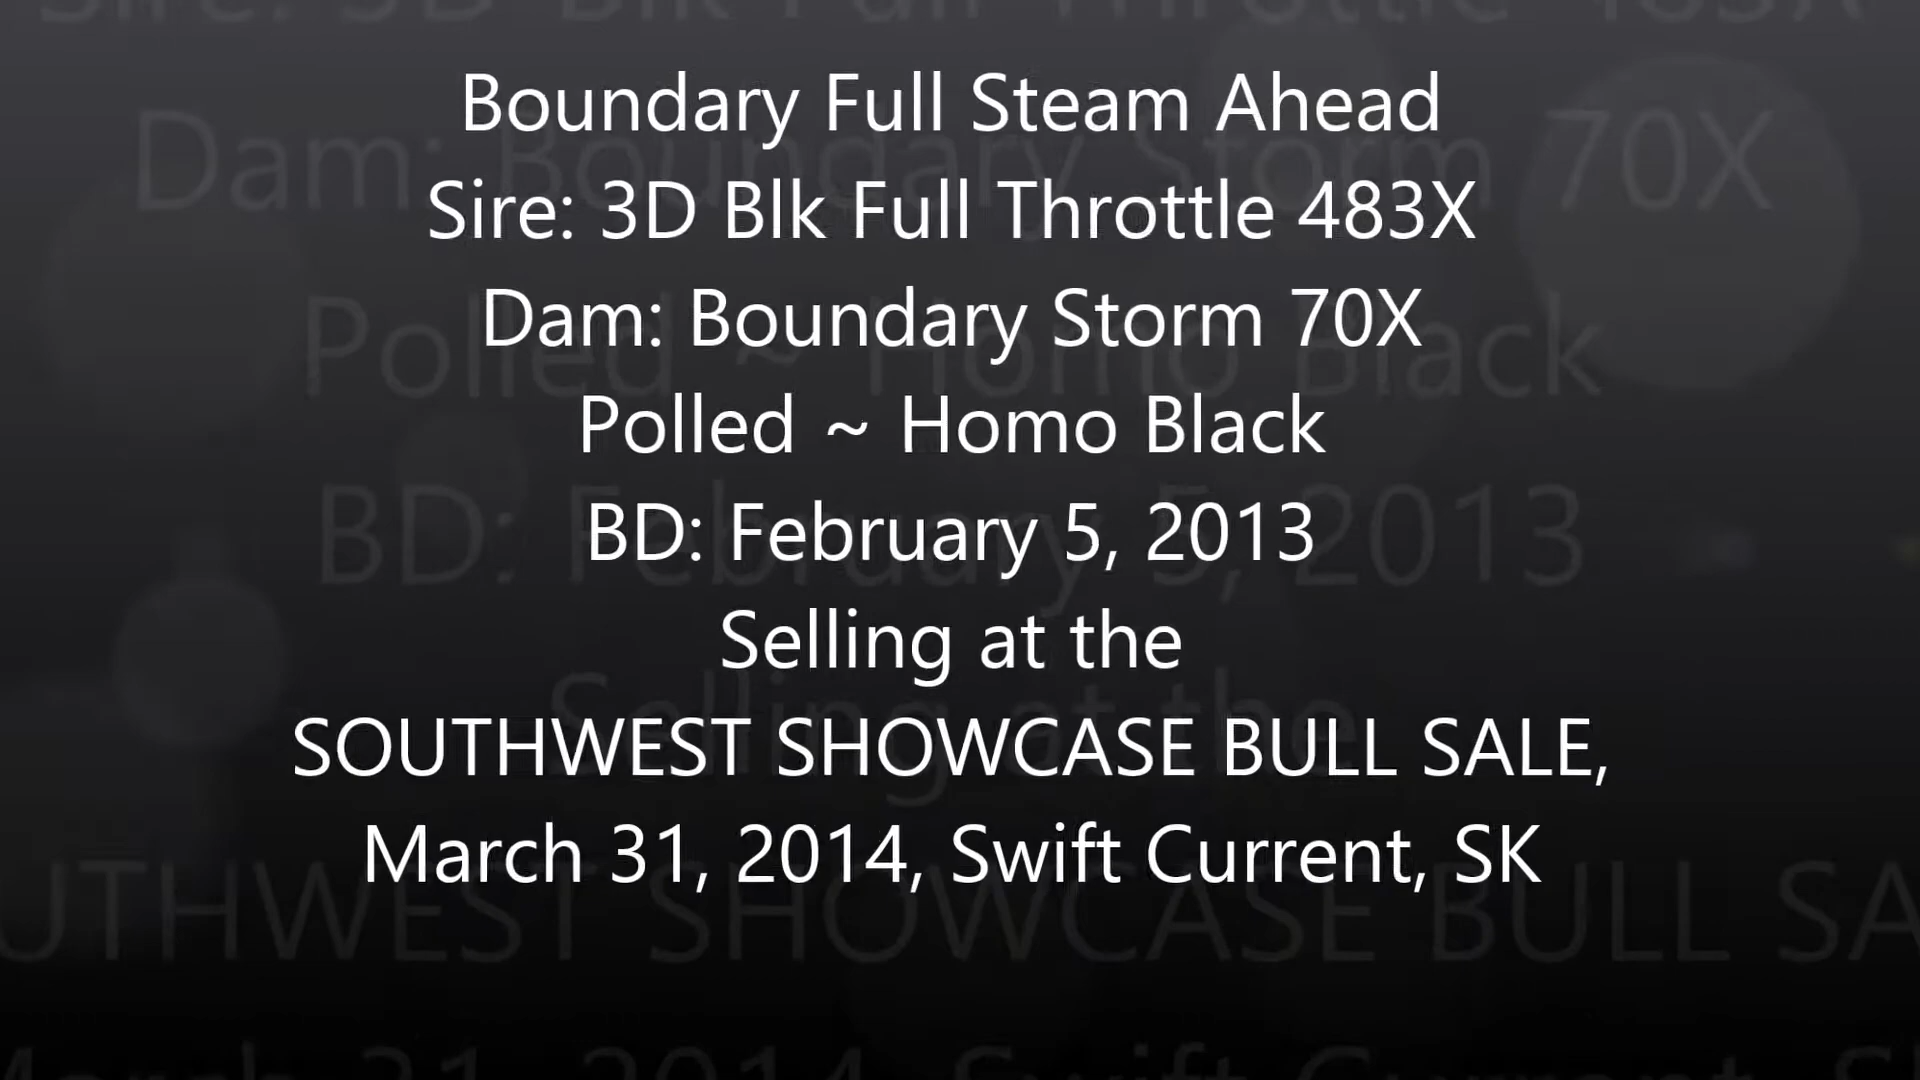 Boundary Full Steam Ahead
Sire: 3D Blk Full Throttle 483X
Dam: Boundary Storm 70X
Polled ~ Homo Black
BD: February 5, 2013
Selling at the
SOUTHWEST SHOWCASE BULL SALE,
March 31, 2014, Swift Current, SK